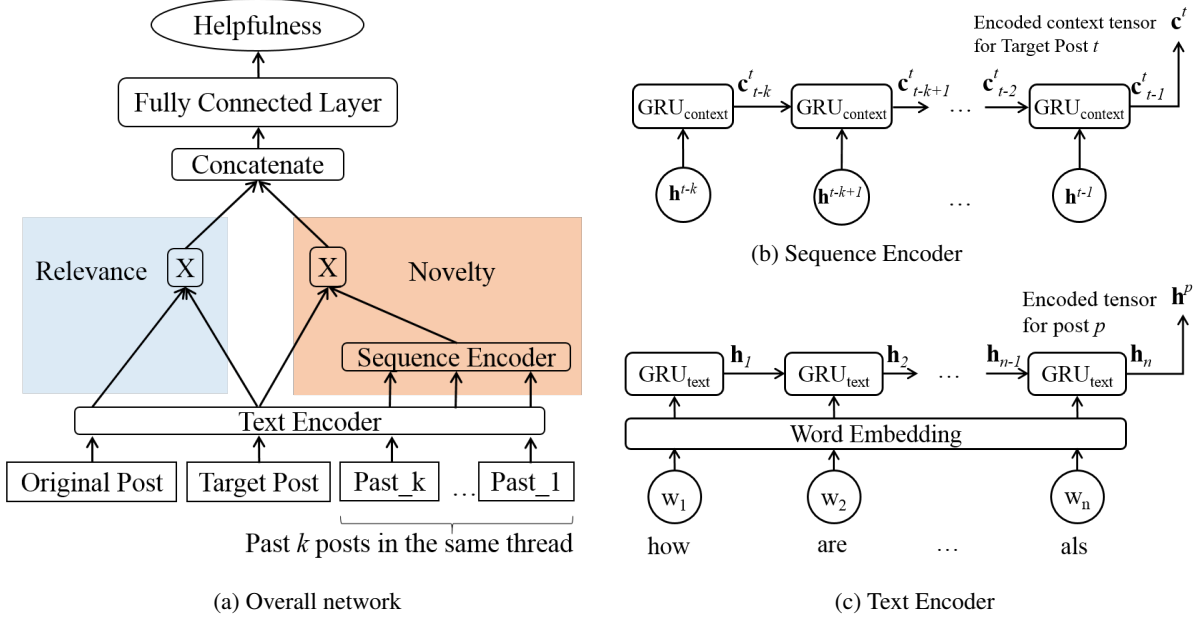 Helpfulness
Fully Connected Layer
Concatenate
Relevance
X
X
Novelty
Sequence Encoder
Text Encoder
Original Post
Target Post
Past_k
...
Past_1
Past k posts in the same thread
(a) Overall network
Encoded context tensor
for Target Post t
c^t
GRU_context
c^t_{t-k}
GRU_context
c^t_{t-k+1}
...
c^t_{t-2}
GRU_context
c^t_{t-1}
h^{t-k}
h^{t-k+1}
...
h^{t-1}
(b) Sequence Encoder
Encoded tensor
for post p
h^p
GRU_text
h_1
GRU_text
h_2
...
h_{n-1}
GRU_text
h_n
Word Embedding
w_1
w_2
w_n
how
are
...
als
(c) Text Encoder